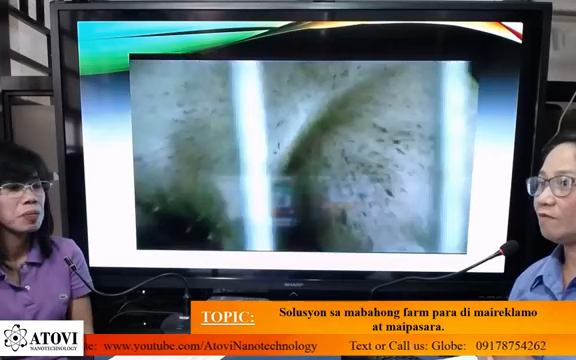 SHARP
TOPIC:
Solusyon sa mabahong farm para di maireklamo
at maipasara.
ATOVI
NANOTECHNOLOGY
le: www.youtube.com/AtoviNanotechnology Text or Call us: Globe: 09178754262